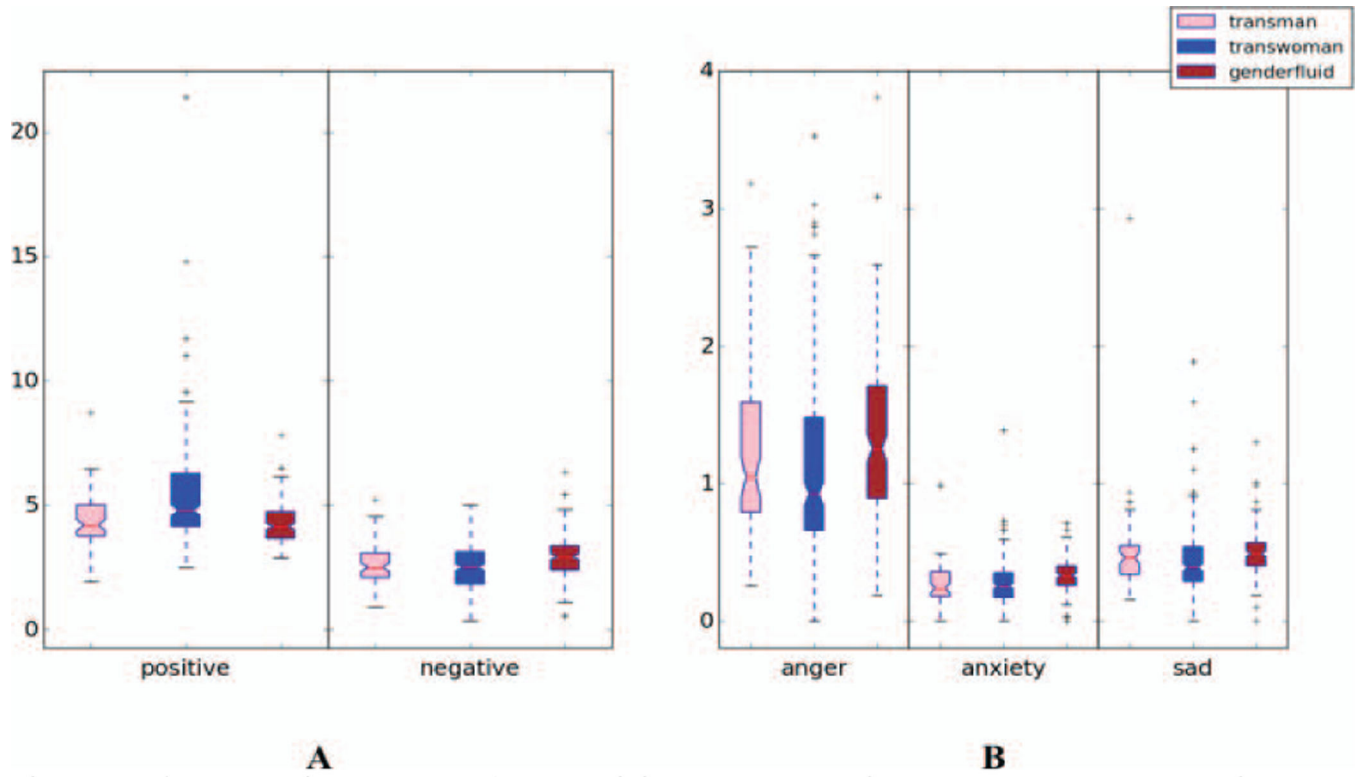 transman
transwoman
genderfluid
20
15
10
5
0
positive negative
4
3
2
1
0
anger anxiety sad
A B